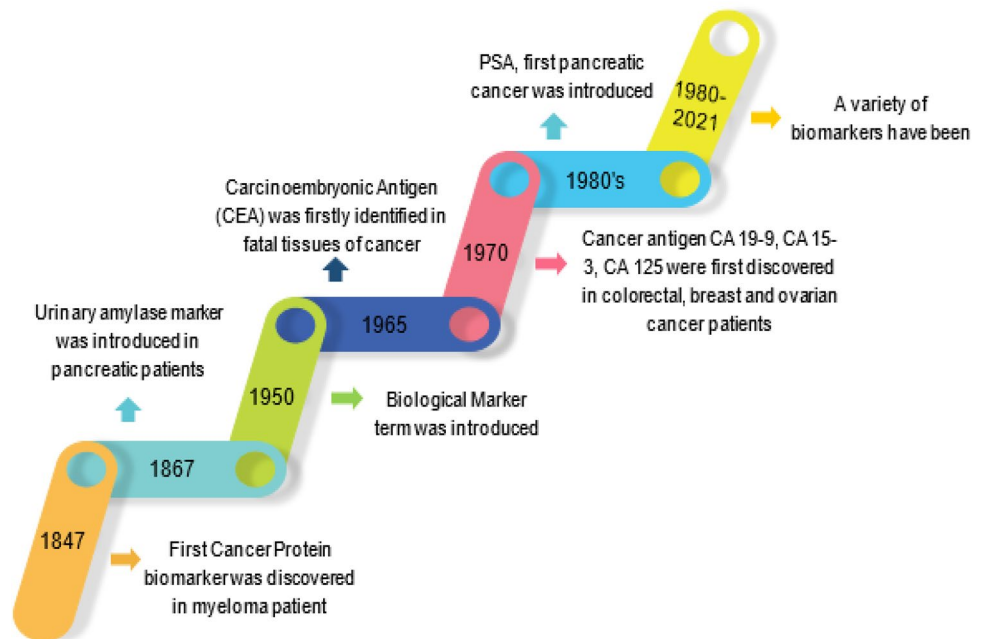 PSA, first pancreatic
cancer was introduced
1980-
2021
A variety of
biomarkers have been
1980's
Carcinoembryonic Antigen
(CEA) was firstly identified in
fatal tissues of cancer
1970
Cancer antigen CA 19-9, CA 15-
3, CA 125 were first discovered
in colorectal, breast and ovarian
cancer patients
1965
Urinary amylase marker
was introduced in
pancreatic patients
1950
Biological Marker
term was introduced
1867
1847
First Cancer Protein
biomarker was discovered
in myeloma patient